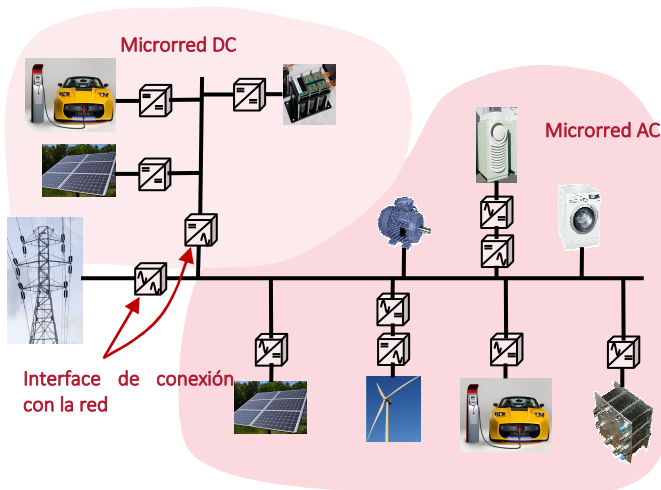 Microrred DC
Microrred AC
Interface de conexión
con la red